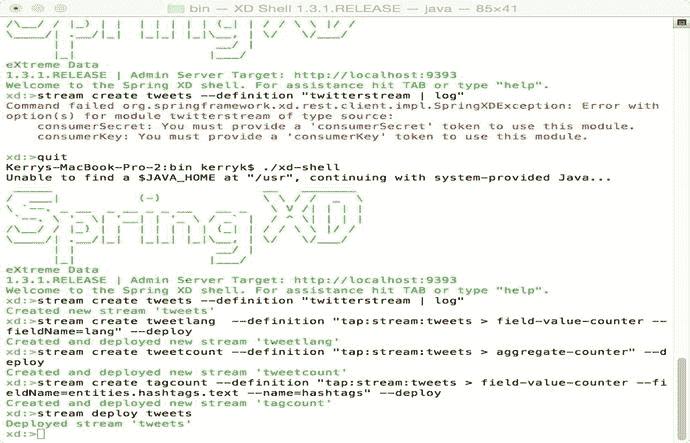 bin — XD Shell 1.3.1.RELEASE — java — 85×41
eXtreme Data
1.3.1.RELEASE | Admin Server Target: http://localhost:9393
Welcome to the Spring XD shell. For assistance hit TAB or type "help".
xd:>stream create tweets --definition "twitterstream | log"
Command failed org.springframework.xd.rest.client.impl.SpringXDException: Error with
option(s) for module twitterstream of type source:
consumerSecret: You must provide a 'consumerSecret' token to use this module.
consumerKey: You must provide a 'consumerKey' token to use this module.
xd:>quit
Kerrys-MacBook-Pro-2:bin kerryk$ ./xd-shell
Unable to find a $JAVA_HOME at "/usr", continuing with system-provided Java...
Spring XD
eXtreme Data
1.3.1.RELEASE | Admin Server Target: http://localhost:9393
Welcome to the Spring XD shell. For assistance hit TAB or type "help".
xd:>stream create tweets --definition "twitterstream | log"
Created new stream 'tweets'
xd:>stream create tweetlang  --definition "tap:stream:tweets > field-value-counter --
fieldName=lang" --deploy
Created and deployed new stream 'tweetlang'
xd:>stream create tweetcount --definition "tap:stream:tweets > aggregate-counter" --d
eploy
Created and deployed new stream 'tweetcount'
xd:>stream create tagcount --definition "tap:stream:tweets > field-value-counter --fi
eldName=entities.hashtags.text --name=hashtags" --deploy
Created and deployed new stream 'tagcount'
xd:>stream deploy tweets
Deployed stream 'tweets'
xd:>